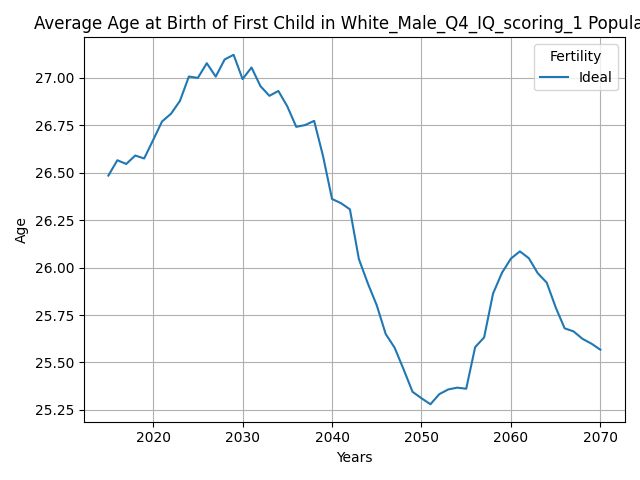 Average Age at Birth of First Child in White_Male_Q4_IQ_scoring_1 Popula
Fertility
Ideal
27.00
26.75
26.50
26.25
26.00
25.75
25.50
25.25
Age
2020 2030 2040 2050 2060 2070
Years